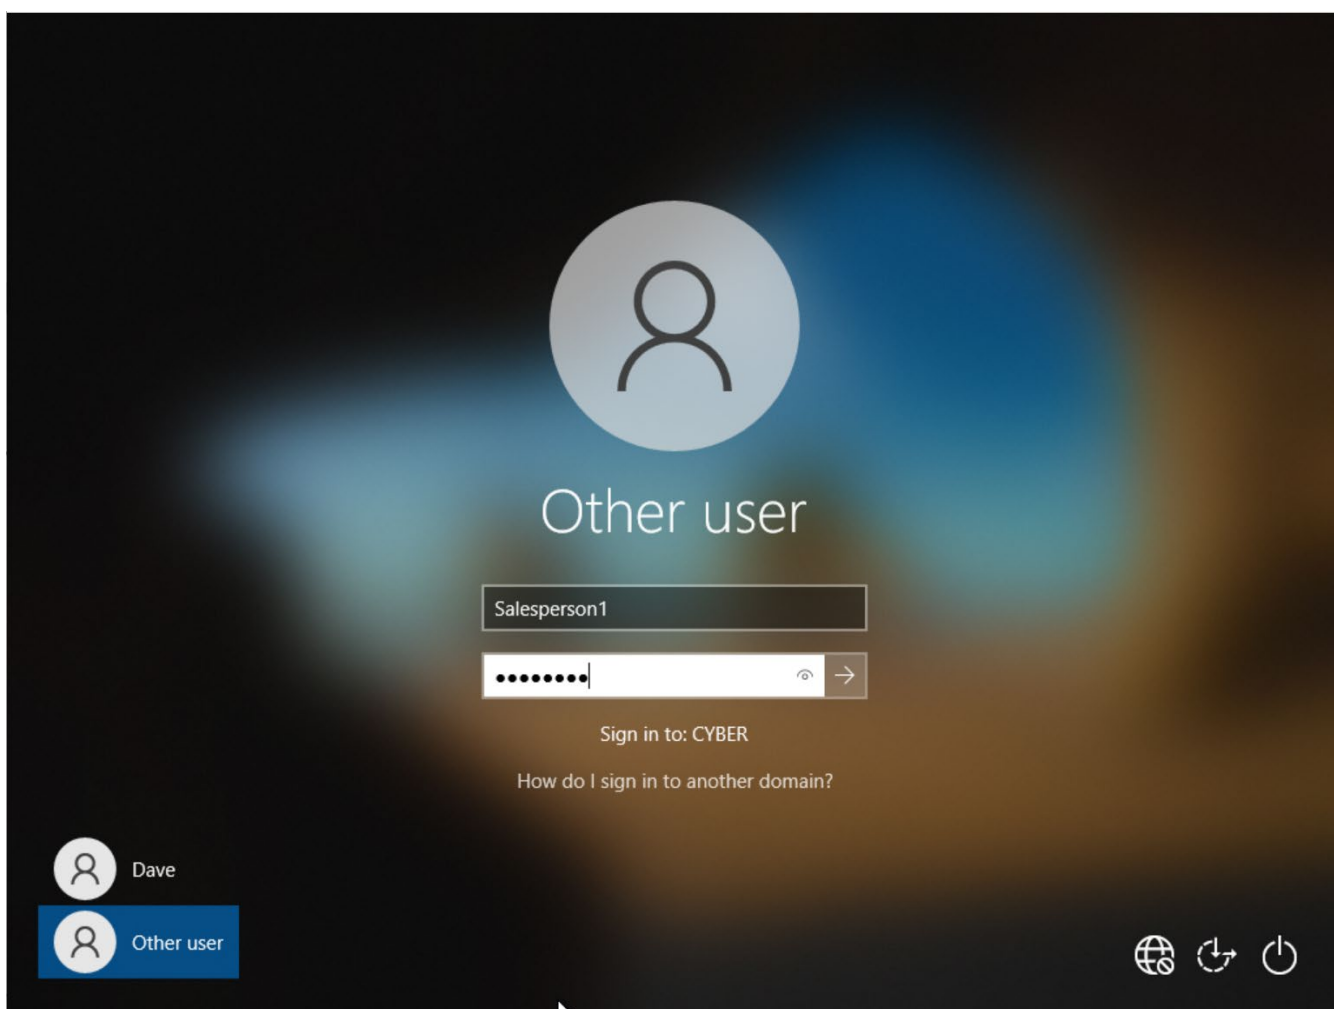 Other user
Salesperson1
••••••••
Sign in to: CYBER
How do I sign in to another domain?
Dave
Other user